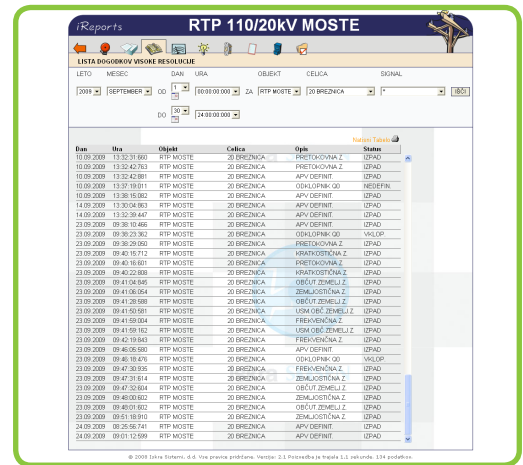 iReports
RTP 110/20kV MOSTE
LISTA DOGODKOV VISOKE RESOLUCIJE
LETO MESEC DAN URA OBJEKT CELICA SIGNAL
2009 SEPTEMBER OD 1 00:00:00:000 ZA RTP MOSTE 20 BREZNICA * IŠČI
DO 30 24:00:00:000
Natisni Tabelo
Dan Ura Objekt Celica Opis Status
10.09.2009 13:32:31:660 RTP MOSTE 20 BREZNICA PRETOKOVNA Z. IZPAD
10.09.2009 13:32:42:763 RTP MOSTE 20 BREZNICA PRETOKOVNA Z. IZPAD
10.09.2009 13:32:42:881 RTP MOSTE 20 BREZNICA APV DEFINIT. IZPAD
10.09.2009 13:37:19:011 RTP MOSTE 20 BREZNICA ODKLOPNIK Q0 NEDEFIN.
10.09.2009 13:38:15:082 RTP MOSTE 20 BREZNICA APV DEFINIT. IZPAD
14.09.2009 13:30:04:863 RTP MOSTE 20 BREZNICA APV DEFINIT. IZPAD
14.09.2009 13:32:39:447 RTP MOSTE 20 BREZNICA APV DEFINIT. IZPAD
23.09.2009 09:38:10:466 RTP MOSTE 20 BREZNICA APV DEFINIT. IZPAD
23.09.2009 09:38:23:362 RTP MOSTE 20 BREZNICA ODKLOPNIK Q0 VKLOP
23.09.2009 09:38:29:050 RTP MOSTE 20 BREZNICA PRETOKOVNA Z. IZPAD
23.09.2009 09:40:15:712 RTP MOSTE 20 BREZNICA KRATKOSTIČNA Z. IZPAD
23.09.2009 09:40:16:601 RTP MOSTE 20 BREZNICA PRETOKOVNA Z. IZPAD
23.09.2009 09:40:22:808 RTP MOSTE 20 BREZNICA KRATKOSTIČNA Z. IZPAD
23.09.2009 09:41:04:845 RTP MOSTE 20 BREZNICA OBČUT.ZEMELJ.Z. IZPAD
23.09.2009 09:41:06:054 RTP MOSTE 20 BREZNICA ZEMLJOSTIČNA Z. IZPAD
23.09.2009 09:41:28:588 RTP MOSTE 20 BREZNICA OBČUT.ZEMELJ.Z. IZPAD
23.09.2009 09:41:50:581 RTP MOSTE 20 BREZNICA USM.OBČ.ZEMELJ.Z. IZPAD
23.09.2009 09:41:59:004 RTP MOSTE 20 BREZNICA FREKVENČNA Z. IZPAD
23.09.2009 09:41:59:162 RTP MOSTE 20 BREZNICA USM.OBČ.ZEMELJ.Z. IZPAD
23.09.2009 09:42:19:843 RTP MOSTE 20 BREZNICA FREKVENČNA Z. IZPAD
23.09.2009 09:46:05:580 RTP MOSTE 20 BREZNICA APV DEFINIT. IZPAD
23.09.2009 09:46:18:476 RTP MOSTE 20 BREZNICA ODKLOPNIK Q0 VKLOP
23.09.2009 09:47:30:935 RTP MOSTE 20 BREZNICA FREKVENČNA Z. IZPAD
23.09.2009 09:47:31:614 RTP MOSTE 20 BREZNICA ZEMLJOSTIČNA Z. IZPAD
23.09.2009 09:47:32:604 RTP MOSTE 20 BREZNICA OBČUT.ZEMELJ.Z. IZPAD
23.09.2009 09:48:00:602 RTP MOSTE 20 BREZNICA ZEMLJOSTIČNA Z. IZPAD
23.09.2009 09:48:01:602 RTP MOSTE 20 BREZNICA OBČUT.ZEMELJ.Z. IZPAD
23.09.2009 09:51:18:910 RTP MOSTE 20 BREZNICA ZEMLJOSTIČNA Z. IZPAD
24.09.2009 08:25:56:741 RTP MOSTE 20 BREZNICA APV DEFINIT. IZPAD
24.09.2009 09:01:12:599 RTP MOSTE 20 BREZNICA APV DEFINIT. IZPAD
© 2008 Iskra Sistemi, d.d. Vse pravice pridržane. Verzija: 2.1 Poizvedba je trajala 1,1 sekunde. 134 podatkov.